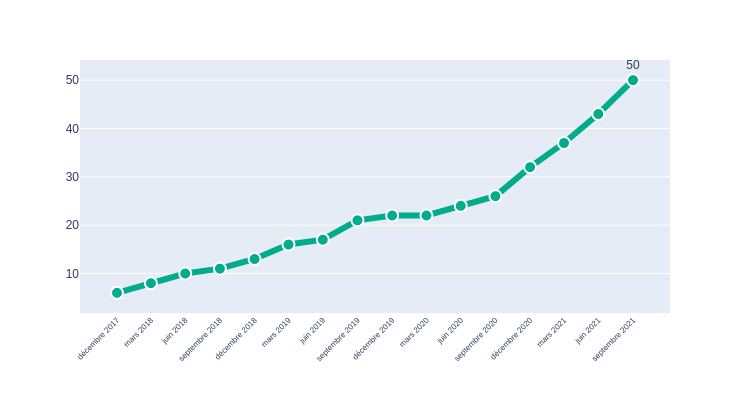 50
50
40
30
20
10
décembre 2017
mars 2018
juin 2018
septembre 2018
décembre 2018
mars 2019
juin 2019
septembre 2019
décembre 2019
mars 2020
juin 2020
septembre 2020
décembre 2020
mars 2021
juin 2021
septembre 2021